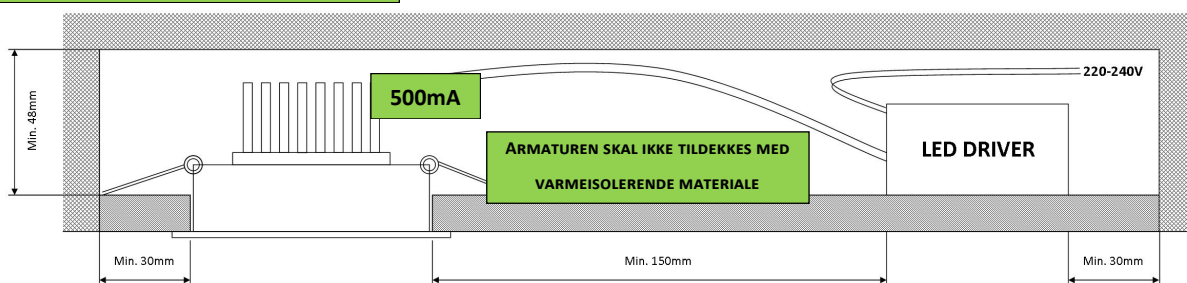 220-240V
Min. 48mm
500mA
ARMATUREN SKAL IKKE TILDEKKES MED
VARMEISOLERENDE MATERIALE
LED DRIVER
Min. 30mm
Min. 150mm
Min. 30mm